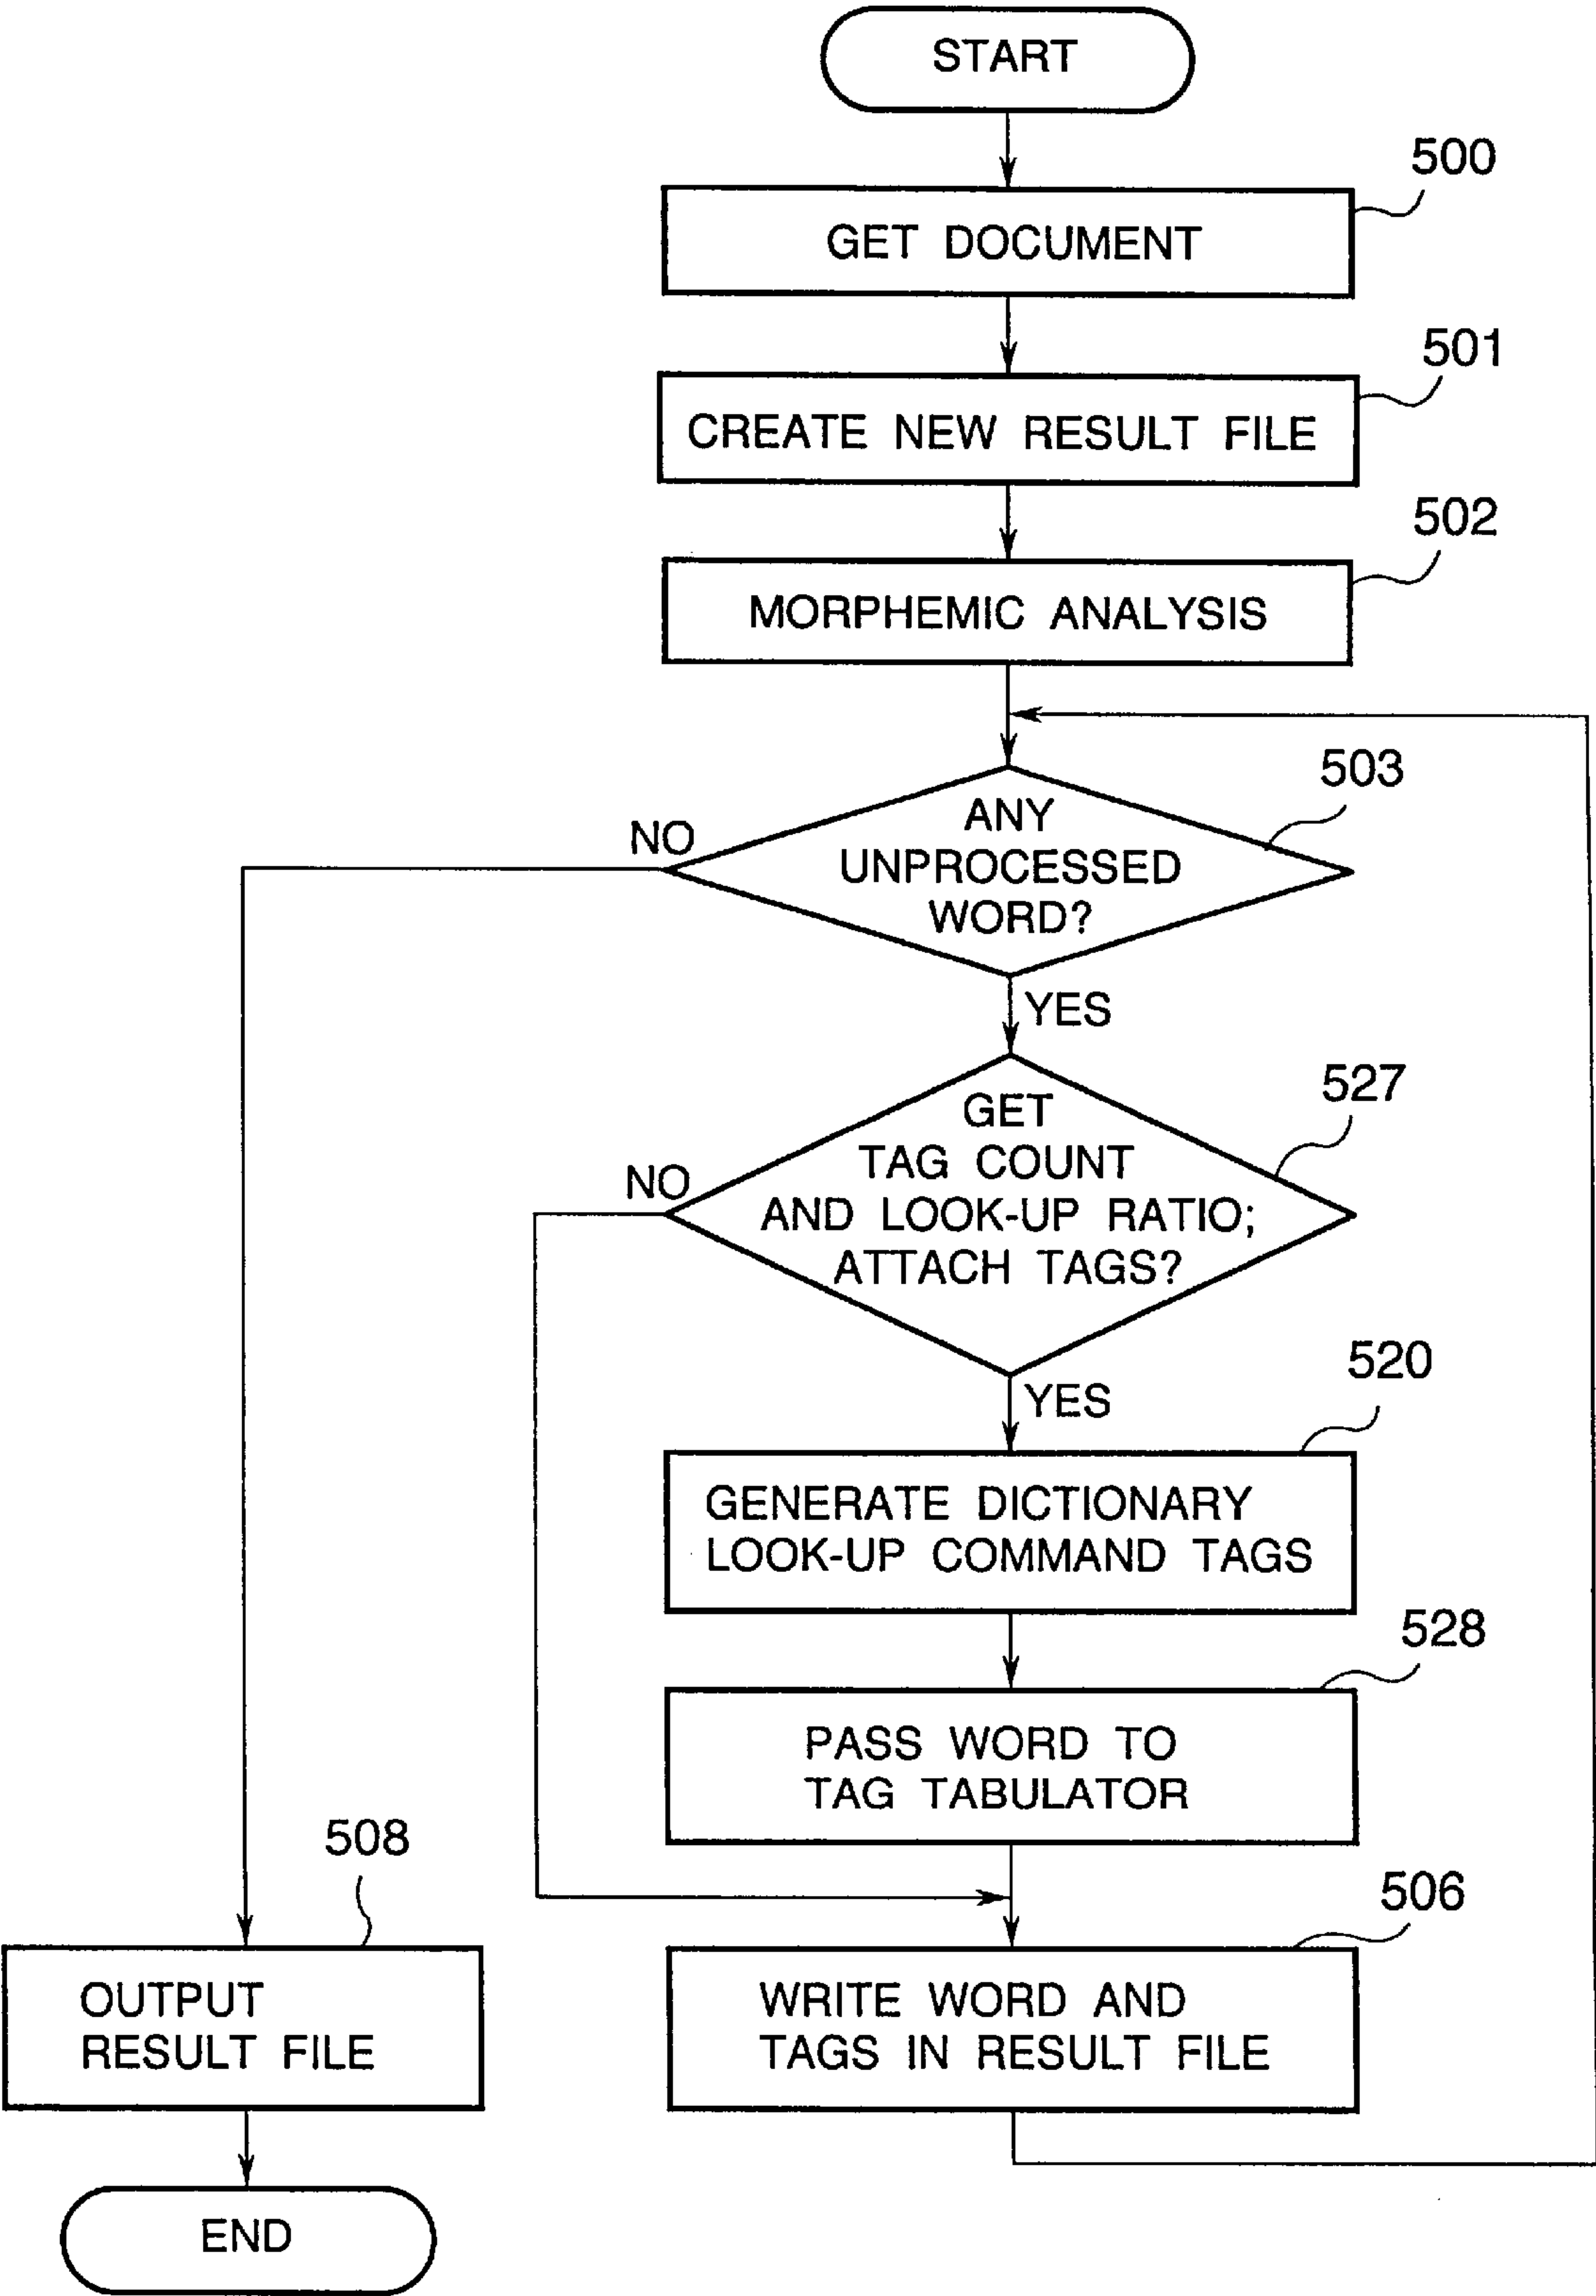 START
500
GET DOCUMENT
501
CREATE NEW RESULT FILE
502
MORPHEMIC ANALYSIS
503
NO
ANY
UNPROCESSED
WORD?
YES
527
NO
GET
TAG COUNT
AND LOOK-UP RATIO;
ATTACH TAGS?
YES
520
GENERATE DICTIONARY
LOOK-UP COMMAND TAGS
528
PASS WORD TO
TAG TABULATOR
508
506
OUTPUT
RESULT FILE
WRITE WORD AND
TAGS IN RESULT FILE
END